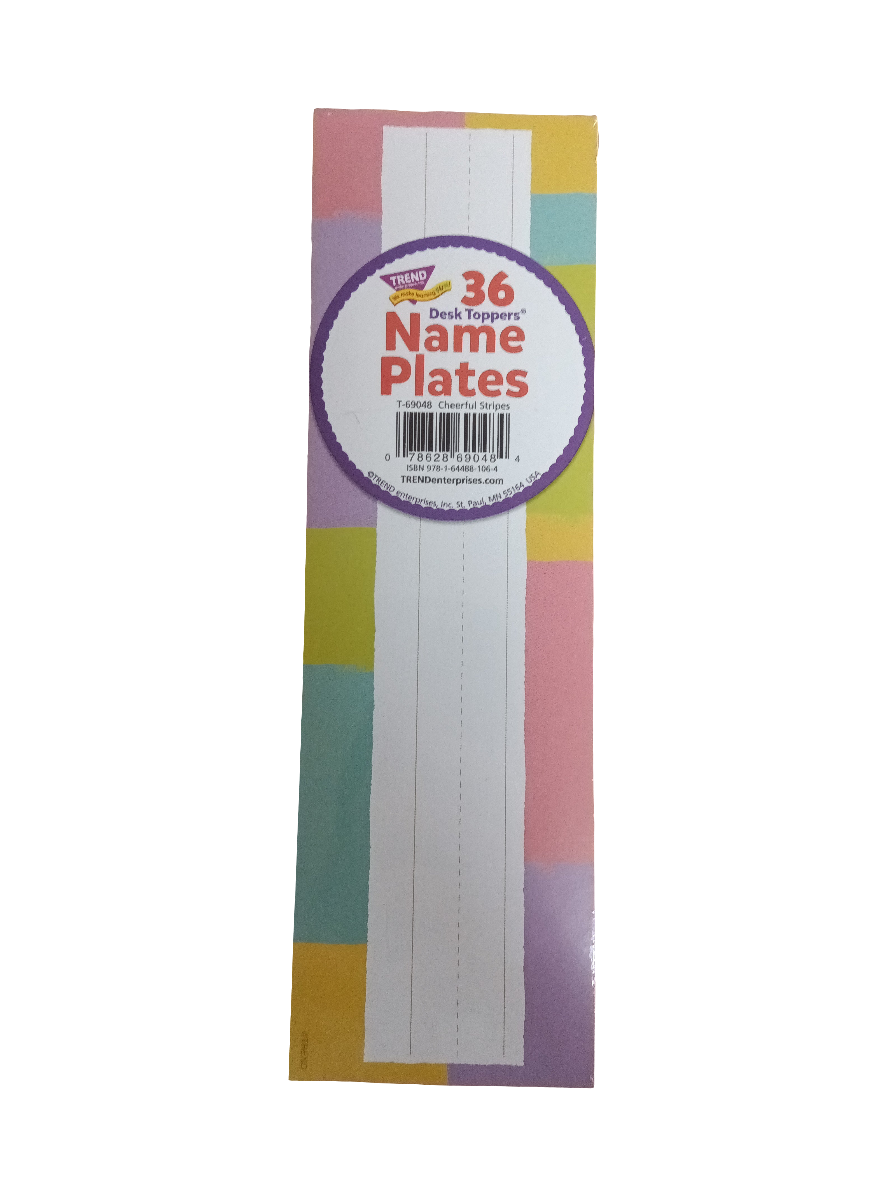 TREND
We make learning FUN!
36
Desk Toppers®
Name
Plates
T-69048 Cheerful Stripes
0 78628 69048 4
ISBN 978-1-64488-106-4
TRENDenterprises.com
©TREND enterprises, Inc. St. Paul, MN 55164 USA